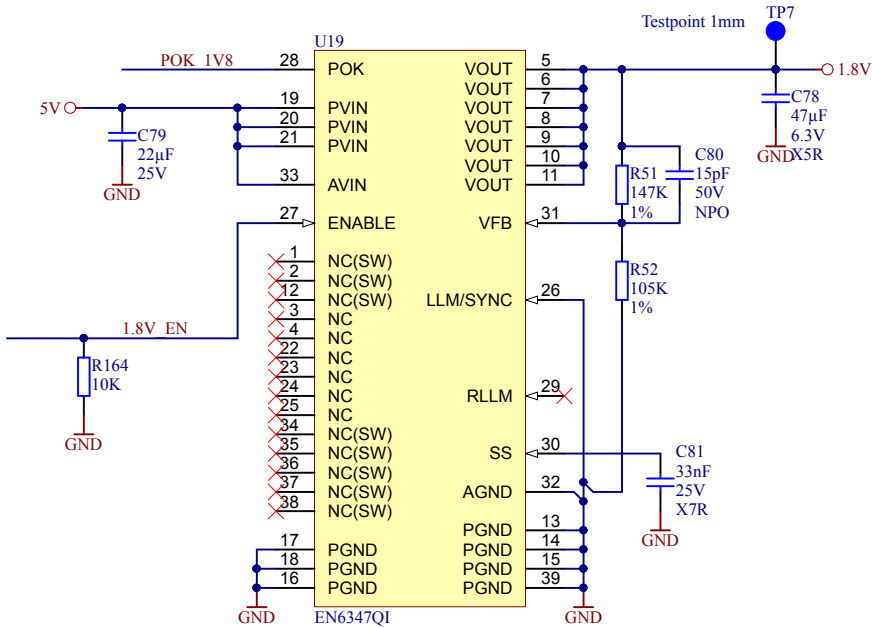 Testpoint 1mm
TP7
U19
POK_1V8
28
POK
VOUT
5
1.8V
VOUT
6
5V
19
PVIN
VOUT
7
20
PVIN
VOUT
8
21
PVIN
VOUT
9
VOUT
10
33
AVIN
VOUT
11
C79
22µF
25V
GND
C78
47µF
6.3V
X5R
GND
R51
147K
1%
C80
15pF
50V
NPO
27
ENABLE
VFB
31
1
NC(SW)
2
NC(SW)
12
NC(SW)
LLM/SYNC
26
R52
105K
1%
3
NC
4
NC
1.8V_EN
22
NC
23
NC
24
NC
RLLM
29
25
NC
R164
10K
GND
34
NC(SW)
35
NC(SW)
SS
30
36
NC(SW)
37
NC(SW)
AGND
32
38
NC(SW)
C81
33nF
25V
X7R
GND
PGND
13
17
PGND
PGND
14
18
PGND
PGND
15
16
PGND
PGND
39
GND
EN6347QI
GND